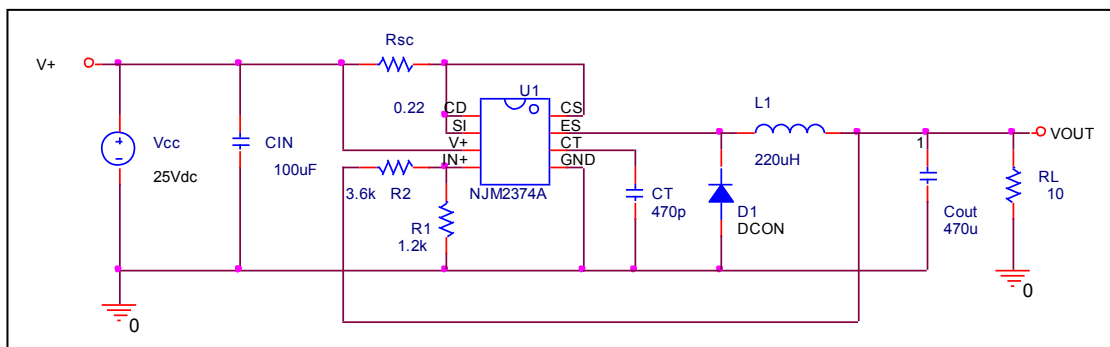 Rsc
V+
U1
L1
0.22
CD
CS
SI
ES
VOUT
Vcc
CIN
V+
CT
1
IN+
GND
220uH
25Vdc
100uF
RL
3.6k
R2
NJM2374A
CT
10
470p
D1
Cout
R1
DCON
470u
1.2k
0
0